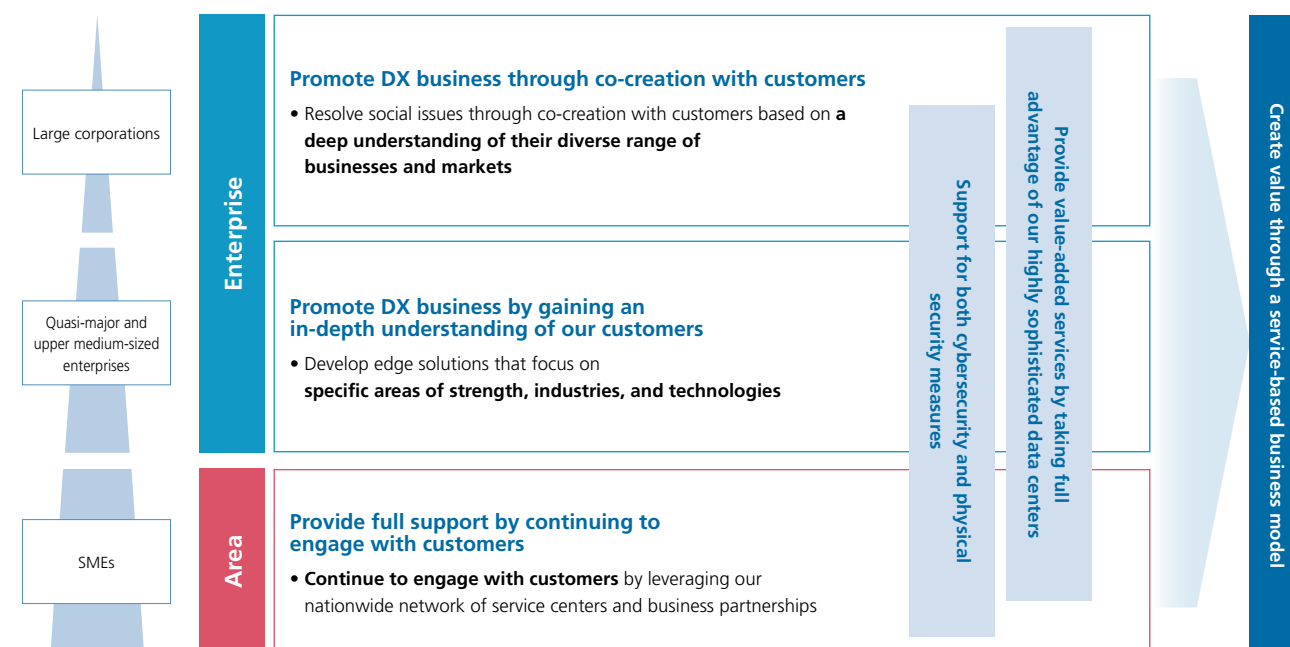 Large corporations
Quasi-major and
upper medium-sized
enterprises
SMEs
Enterprise
Area
Promote DX business through co-creation with customers
• Resolve social issues through co-creation with customers based on a
deep understanding of their diverse range of
businesses and markets
Promote DX business by gaining an
in-depth understanding of our customers
• Develop edge solutions that focus on
specific areas of strength, industries, and technologies
Provide full support by continuing to
engage with customers
• Continue to engage with customers by leveraging our
nationwide network of service centers and business partnerships
Support for both cybersecurity and physical
security measures
Provide value-added services by taking full
advantage of our highly sophisticated data centers
Create value through a service-based business model